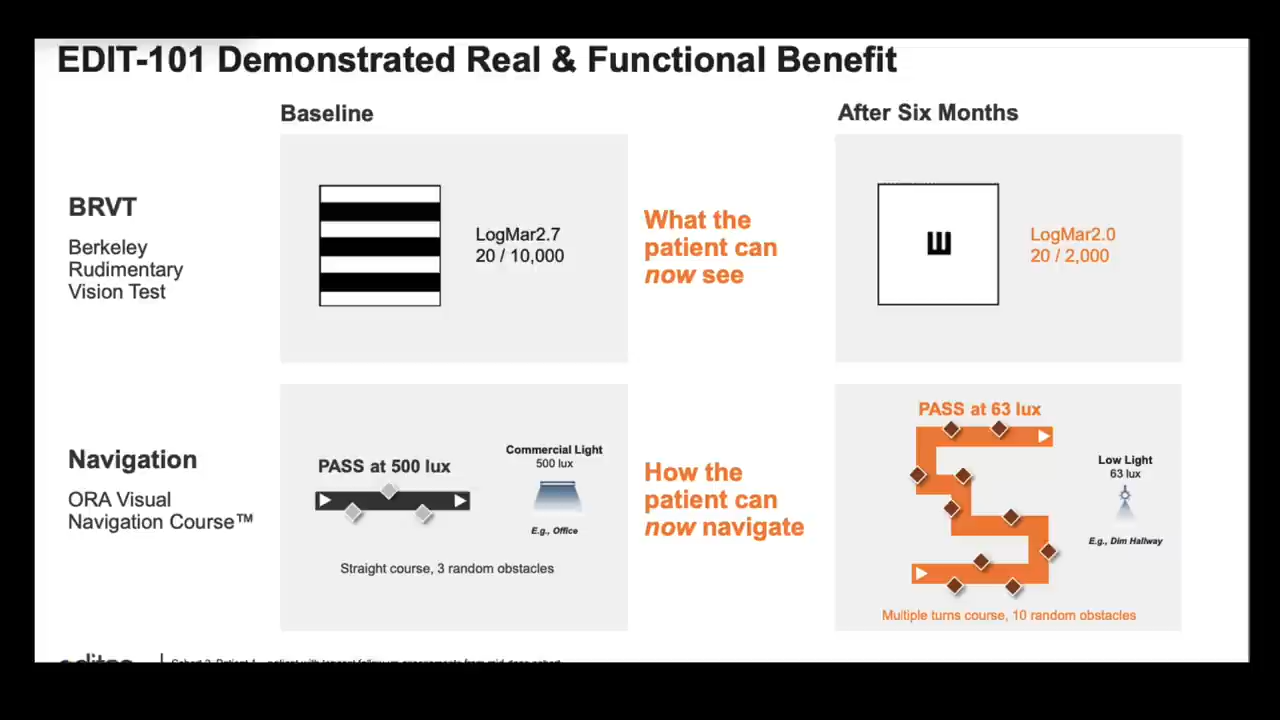 EDIT-101 Demonstrated Real & Functional Benefit
Baseline
After Six Months
BRVT
Berkeley
Rudimentary
Vision Test
LogMar2.7
20 / 10,000
What the
patient can
now see
E
LogMar2.0
20 / 2,000
Navigation
ORA Visual
Navigation Course™
PASS at 500 lux
Commercial Light
500 lux
E.g., Office
Straight course, 3 random obstacles
How the
patient can
now navigate
PASS at 63 lux
Low Light
63 lux
E.g., Dim Hallway
Multiple turns course, 10 random obstacles